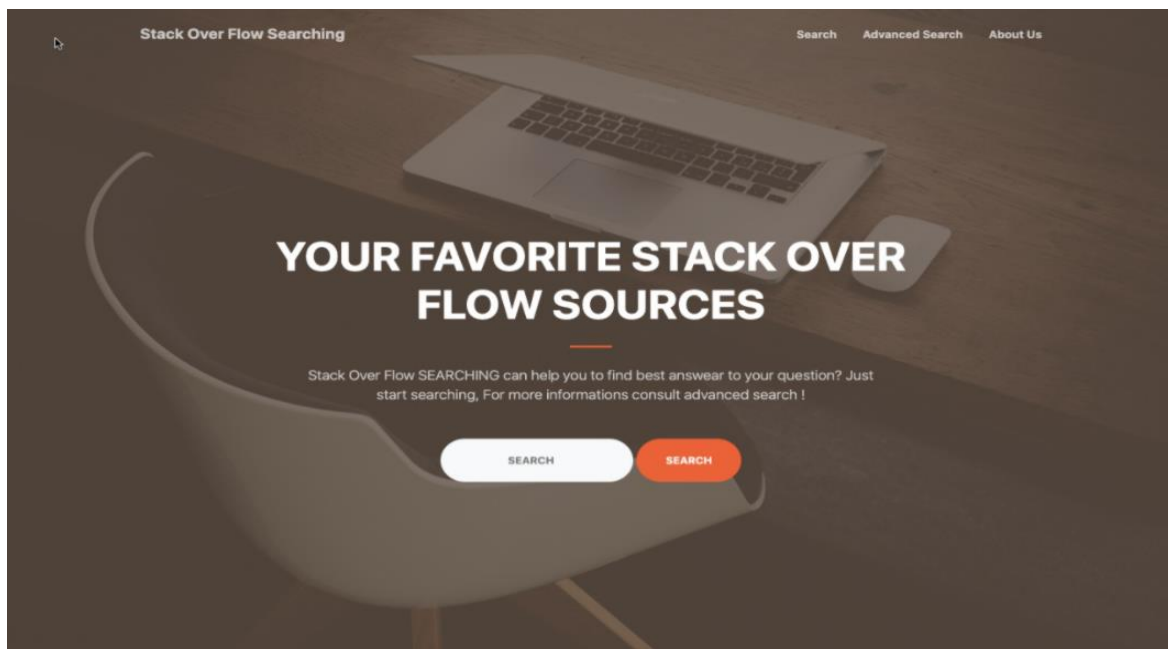 Stack Over Flow Searching
Search Advanced Search About Us
YOUR FAVORITE STACK OVER
FLOW SOURCES
Stack Over Flow SEARCHING can help you to find best answear to your question? Just
start searching, For more informations consult advanced search !
SEARCH SEARCH